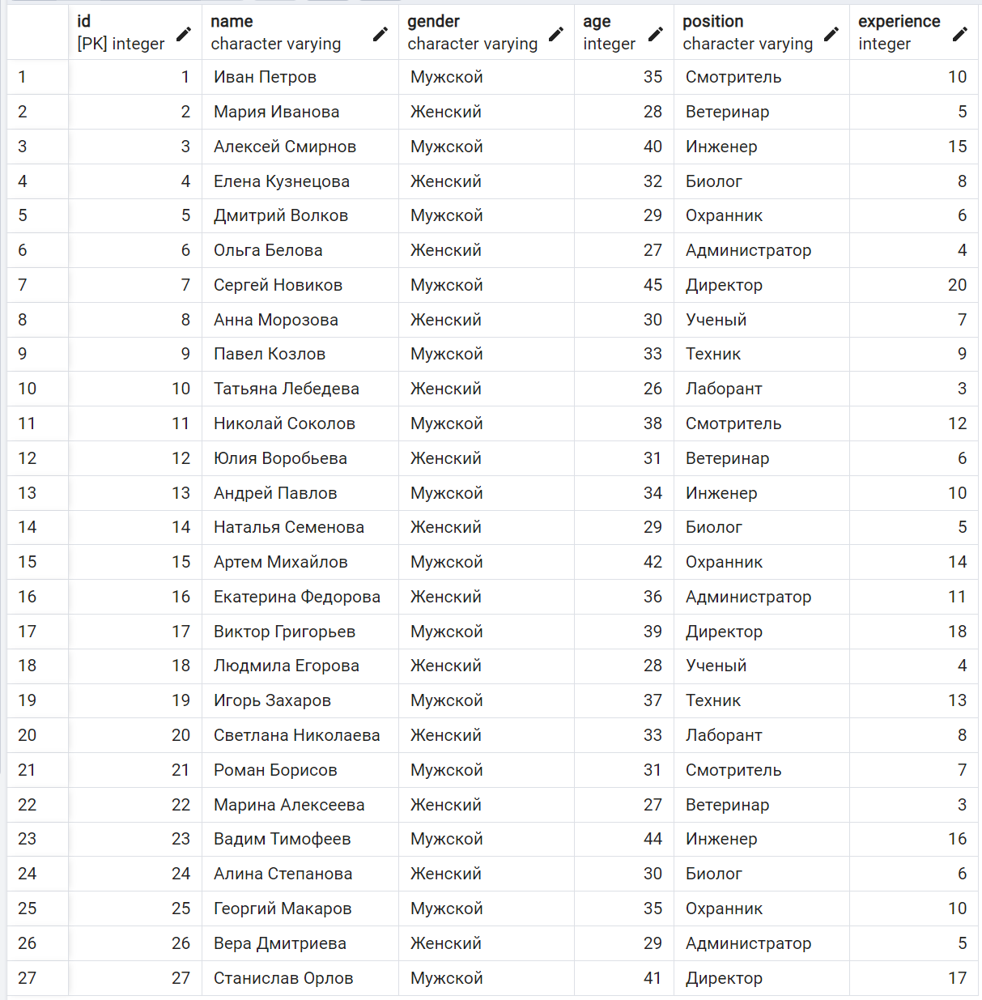 id name gender age position experience
[PK] integer character varying character varying integer character varying integer
1 1 Иван Петров Мужской 35 Смотритель 10
2 2 Мария Иванова Женский 28 Ветеринар 5
3 3 Алексей Смирнов Мужской 40 Инженер 15
4 4 Елена Кузнецова Женский 32 Биолог 8
5 5 Дмитрий Волков Мужской 29 Охранник 6
6 6 Ольга Белова Женский 27 Администратор 4
7 7 Сергей Новиков Мужской 45 Директор 20
8 8 Анна Морозова Женский 30 Ученый 7
9 9 Павел Козлов Мужской 33 Техник 9
10 10 Татьяна Лебедева Женский 26 Лаборант 3
11 11 Николай Соколов Мужской 38 Смотритель 12
12 12 Юлия Воробьева Женский 31 Ветеринар 6
13 13 Андрей Павлов Мужской 34 Инженер 10
14 14 Наталья Семенова Женский 29 Биолог 5
15 15 Артем Михайлов Мужской 42 Охранник 14
16 16 Екатерина Федорова Женский 36 Администратор 11
17 17 Виктор Григорьев Мужской 39 Директор 18
18 18 Людмила Егорова Женский 28 Ученый 4
19 19 Игорь Захаров Мужской 37 Техник 13
20 20 Светлана Николаева Женский 33 Лаборант 8
21 21 Роман Борисов Мужской 31 Смотритель 7
22 22 Марина Алексеева Женский 27 Ветеринар 3
23 23 Вадим Тимофеев Мужской 44 Инженер 16
24 24 Алина Степанова Женский 30 Биолог 6
25 25 Георгий Макаров Мужской 35 Охранник 10
26 26 Вера Дмитриева Женский 29 Администратор 5
27 27 Станислав Орлов Мужской 41 Директор 17